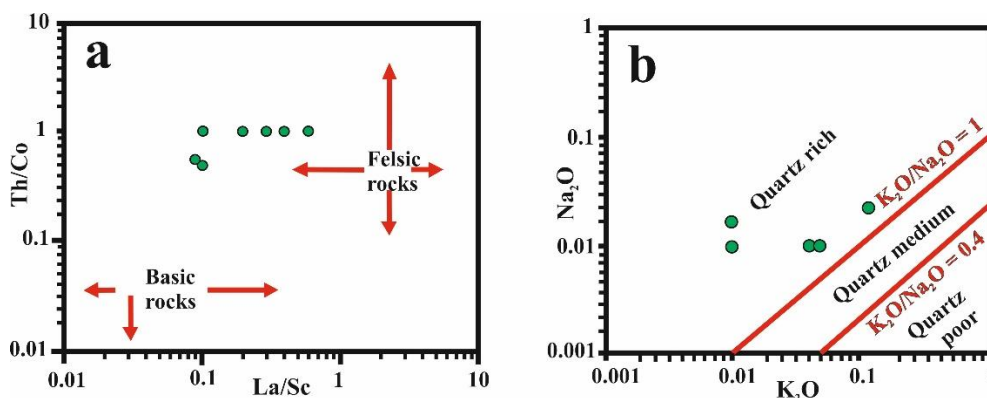 a
10
1
0.1
0.01
Th/Co
Felsic
rocks
Basic
rocks
0.01
0.1
1
10
La/Sc
b
1
0.1
0.01
0.001
Na₂O
Quartz rich
K₂O/Na₂O = 1
Quartz medium
K₂O/Na₂O = 0.4
Quartz
poor
0.001
0.01
0.1
K₂O